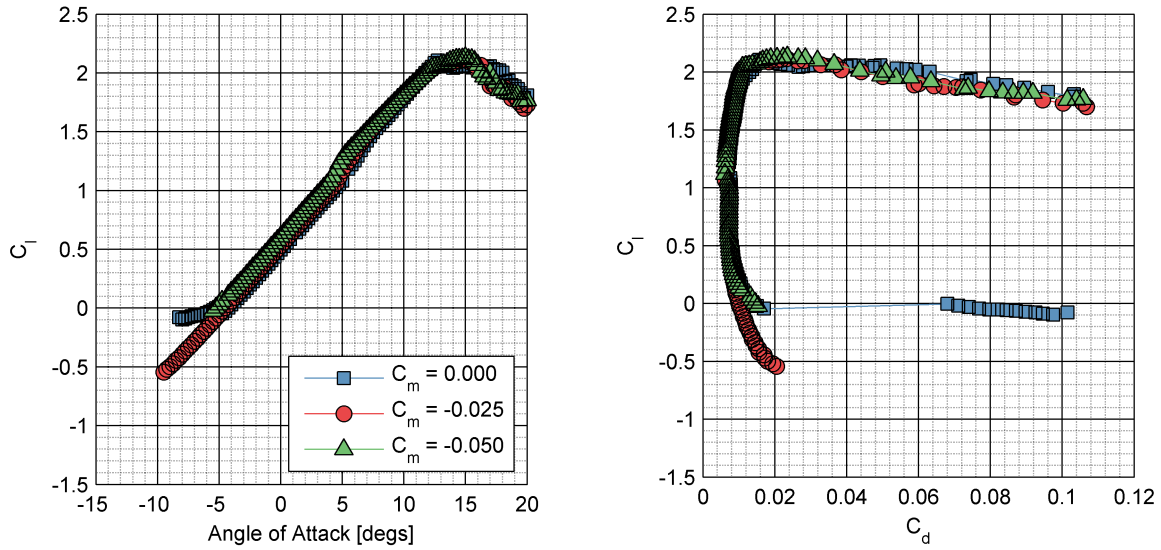 2.5
2
1.5
1
0.5
0
-0.5
-1
-1.5
C_l
-15 -10 -5 0 5 10 15 20
Angle of Attack [degs]
C_m = 0.000
C_m = -0.025
C_m = -0.050
2.5
2
1.5
1
0.5
0
-0.5
-1
-1.5
C_l
0 0.02 0.04 0.06 0.08 0.1 0.12
C_d